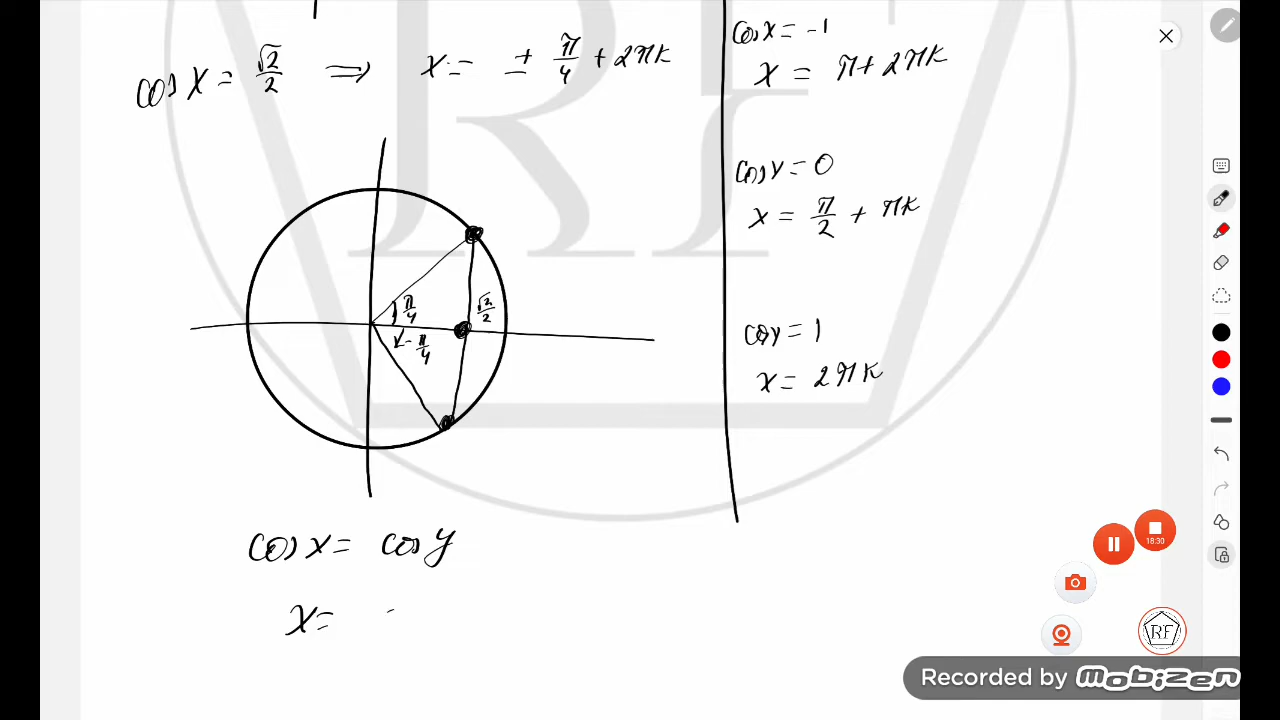 cos x = √2/2 ⟹ x = ± π/4 + 2πk
π/4
-π/4
√2/2
cos x = cos y
x =
cos x = -1
x = π + 2πk
cos x = 0
x = π/2 + πk
cos x = 1
x = 2πk
18:30
RF
Recorded by mobizen